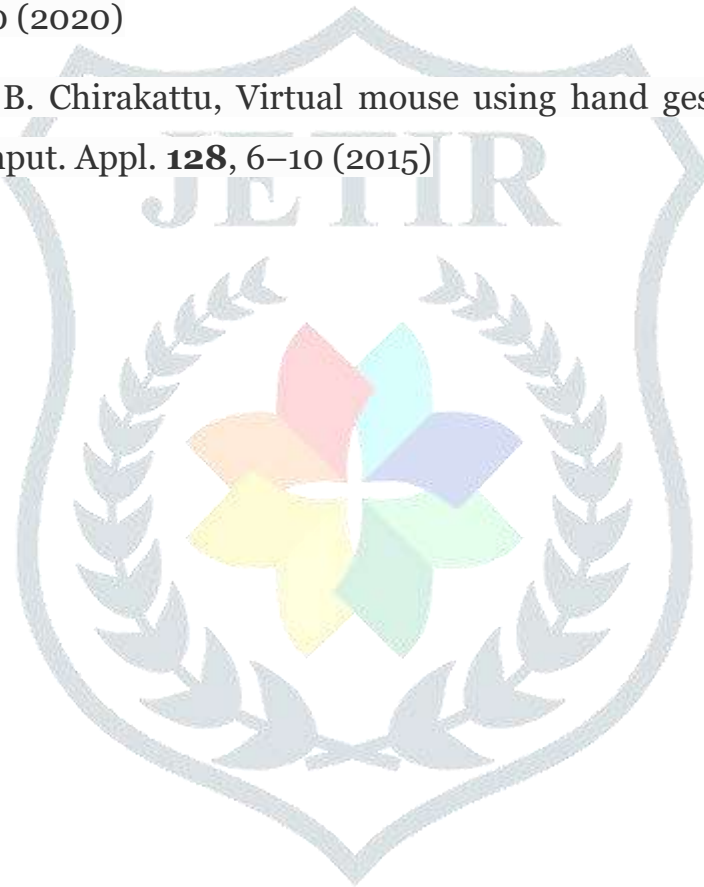 0 (2020)
B. Chirakattu, Virtual mouse using hand ges
nput. Appl. 128, 6–10 (2015)
JETIR